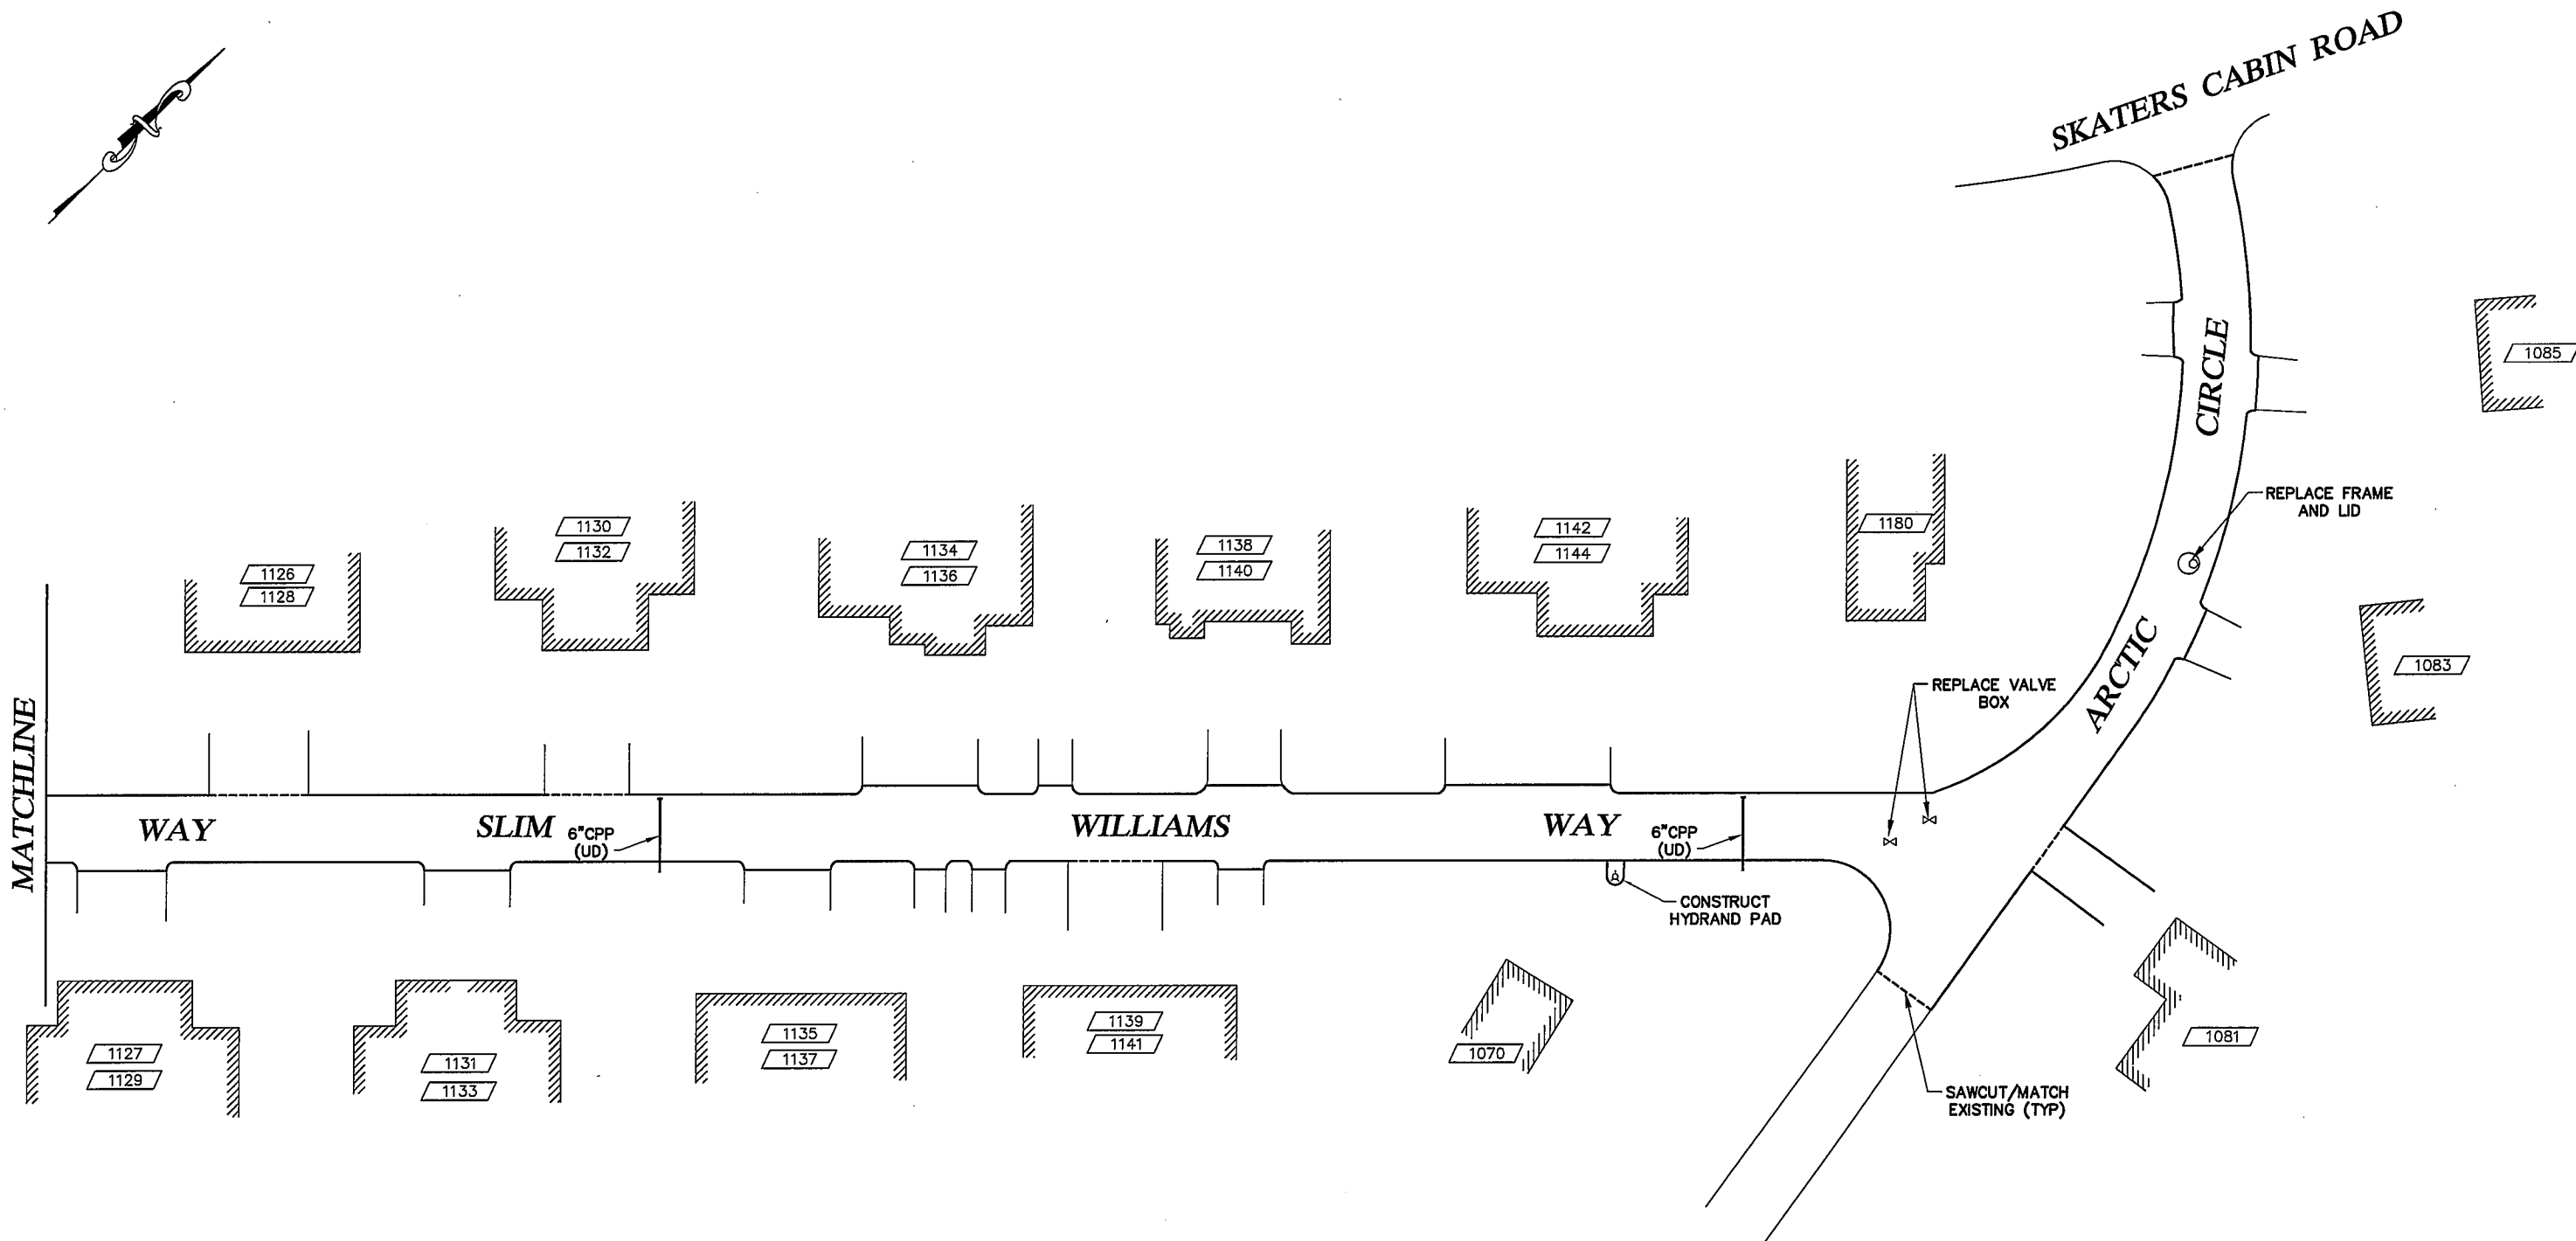 SKATERS CABIN ROAD
CIRCLE
1085
REPLACE FRAME
AND LID
1130
1132
1134
1136
1138
1140
1142
1144
1180
1126
1128
ARCTIC
1083
REPLACE VALVE
BOX
MATCHLINE
WAY
SLIM
6"CPP
(UD)
WILLIAMS
WAY
6"CPP
(UD)
CONSTRUCT
HYDRAND PAD
1127
1129
1131
1133
1135
1137
1139
1141
1070
1081
SAWCUT/MATCH
EXISTING (TYP)